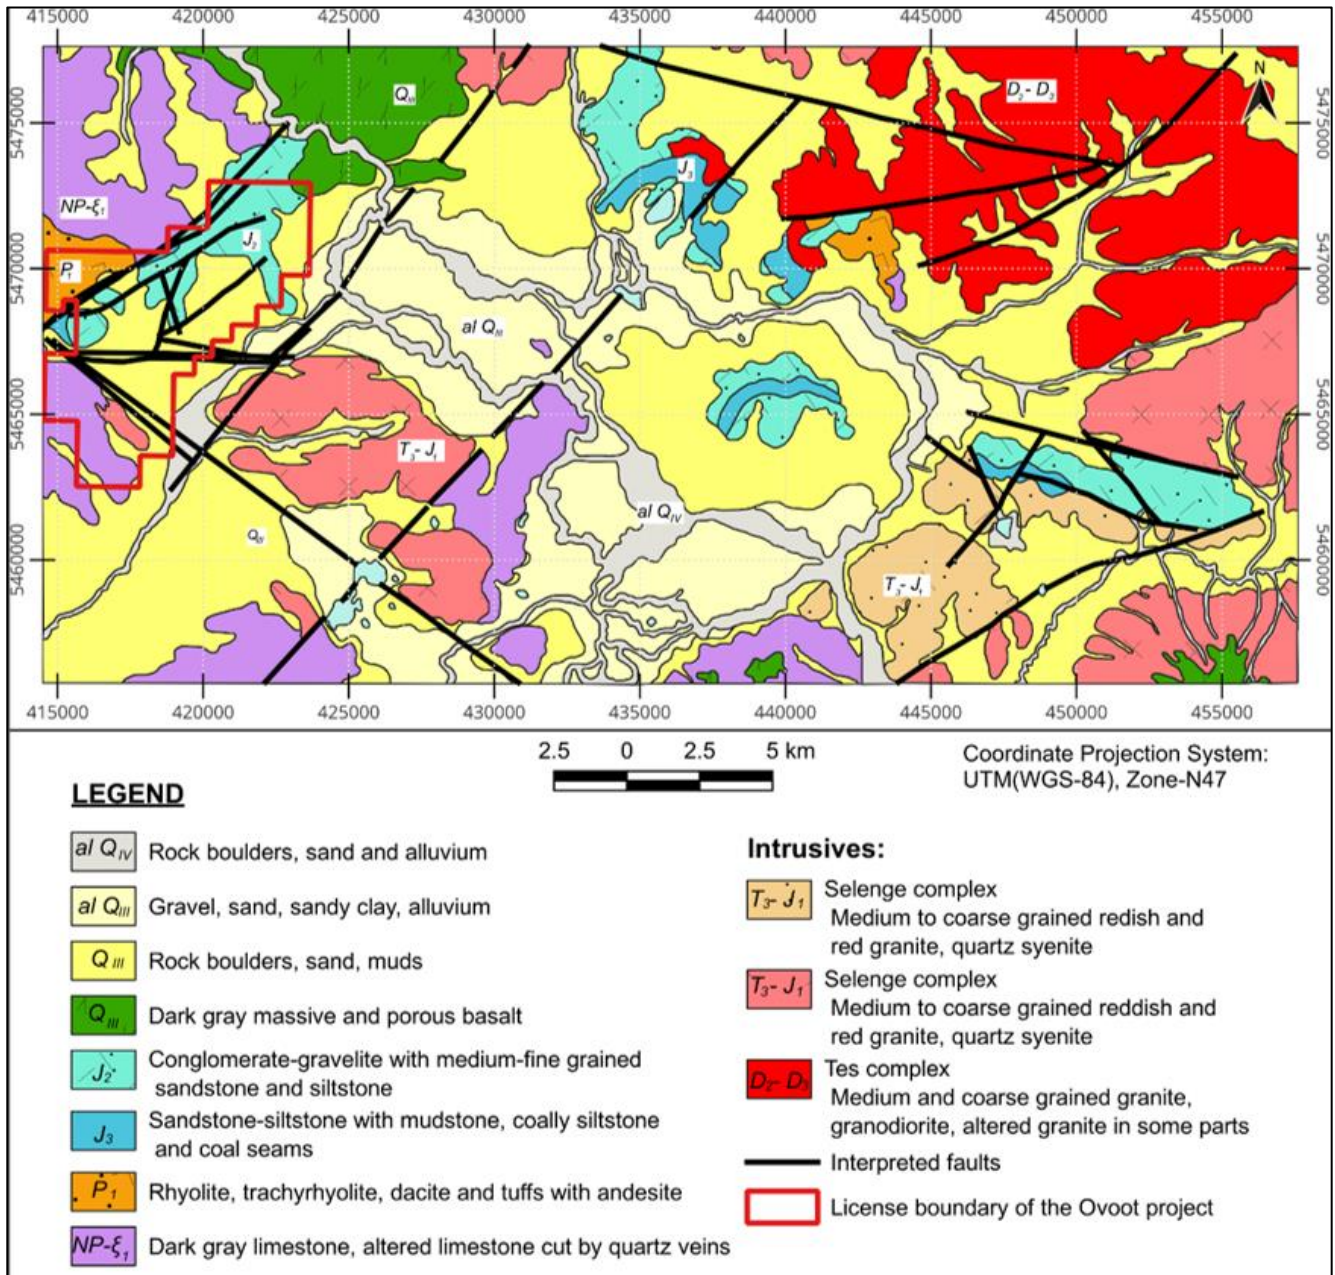 415000 420000 425000 430000 435000 440000 445000 450000 455000
N
Q III
D₂- D₃
5475000
5475000
J₃
NP-ξ₁
J₂
5470000
5470000
P₁
al Q III
5465000
5465000
T₃- J₁
al Q IV
Q III
5460000
5460000
T₃- J₁
415000 420000 425000 430000 435000 440000 445000 450000 455000
2.5 0 2.5 5 km
Coordinate Projection System:
UTM(WGS-84), Zone-N47
LEGEND
al Q IV Rock boulders, sand and alluvium
al Q III Gravel, sand, sandy clay, alluvium
Q III Rock boulders, sand, muds
Q III Dark gray massive and porous basalt
J₂ Conglomerate-gravelite with medium-fine grained
sandstone and siltstone
J₃ Sandstone-siltstone with mudstone, coally siltstone
and coal seams
P₁ Rhyolite, trachyrhyolite, dacite and tuffs with andesite
NP-ξ₁ Dark gray limestone, altered limestone cut by quartz veins
Intrusives:
T₃- J₁ Selenge complex
Medium to coarse grained redish and
red granite, quartz syenite
T₃- J₁ Selenge complex
Medium to coarse grained reddish and
red granite, quartz syenite
D₂- D₃ Tes complex
Medium and coarse grained granite,
granodiorite, altered granite in some parts
Interpreted faults
License boundary of the Ovoot project